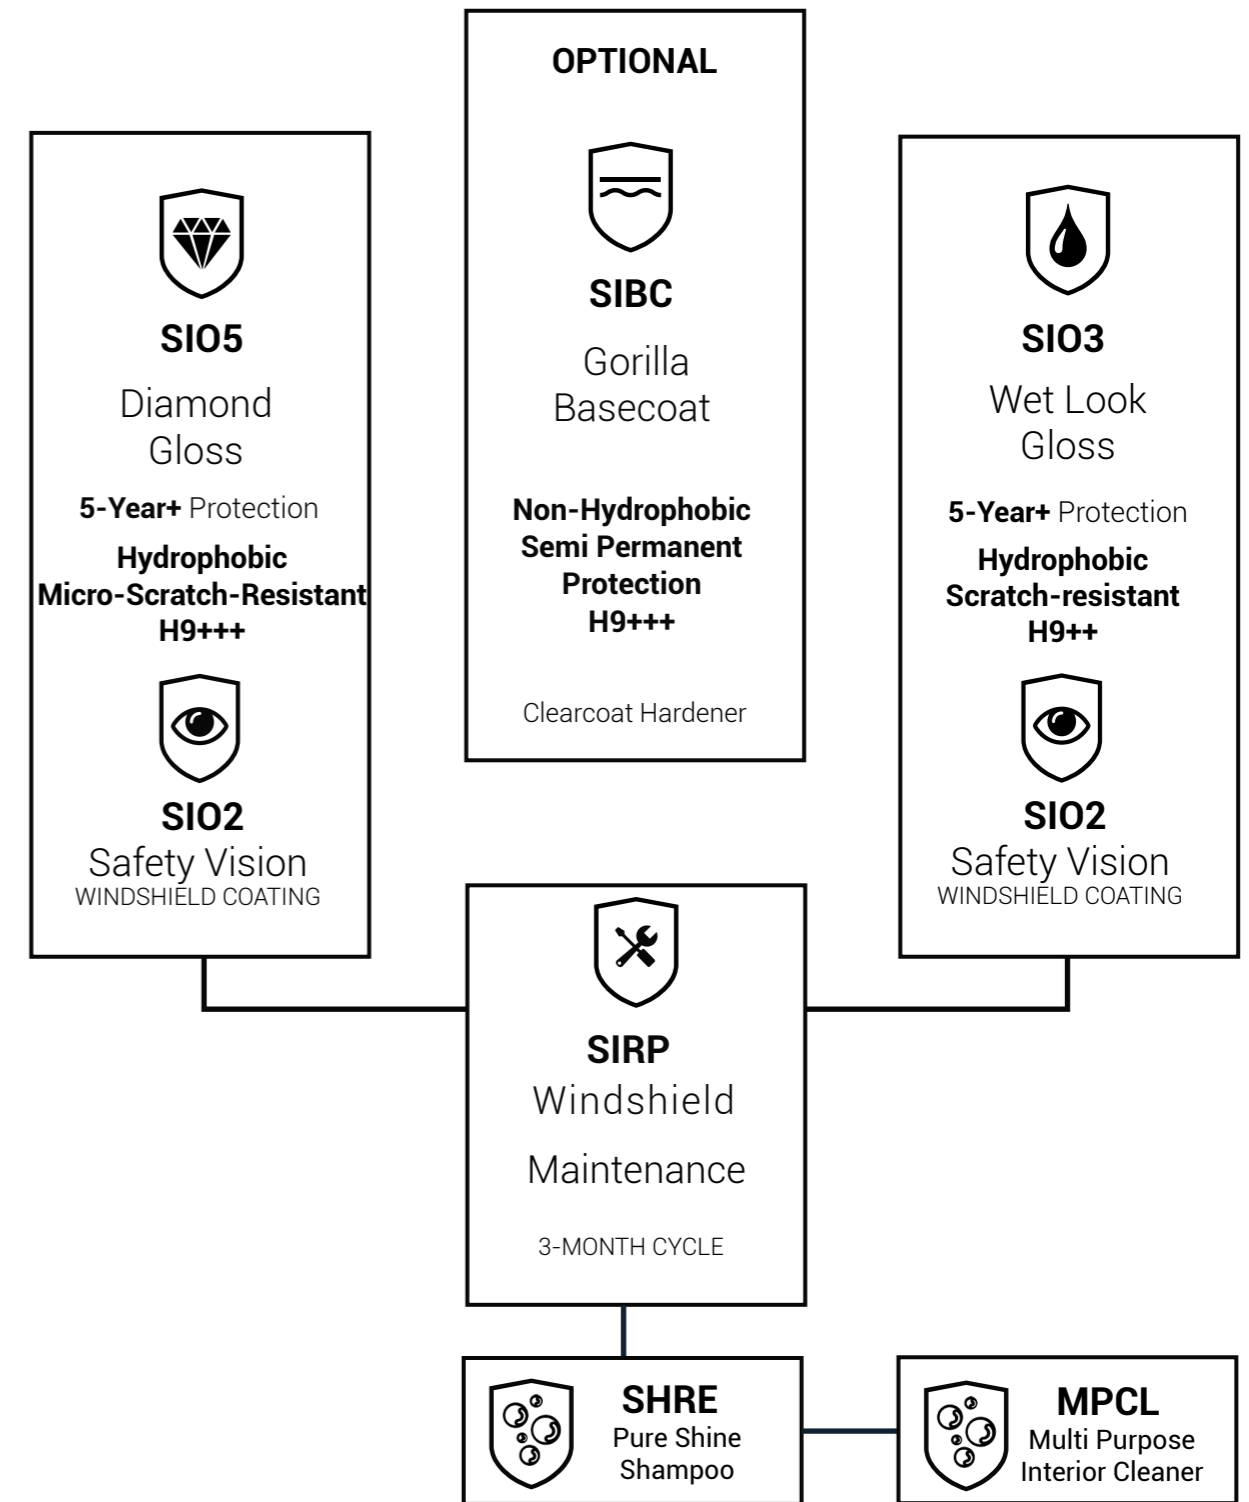 OPTIONAL
SIBC
Gorilla
Basecoat
Non-Hydrophobic
Semi Permanent
Protection
H9+++
Clearcoat Hardener
SIO5
Diamond
Gloss
5-Year+ Protection
Hydrophobic
Micro-Scratch-Resistant
H9+++
SIO2
Safety Vision
WINDSHIELD COATING
SIO3
Wet Look
Gloss
5-Year+ Protection
Hydrophobic
Scratch-resistant
H9++
SIO2
Safety Vision
WINDSHIELD COATING
SIRP
Windshield
Maintenance
3-MONTH CYCLE
SHRE
Pure Shine
Shampoo
MPCL
Multi Purpose
Interior Cleaner